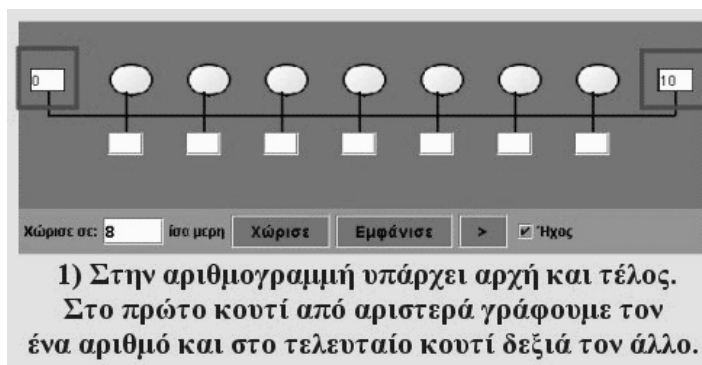 0 10
Χώρισε σε: 8 ίσα μερη Χώρισε Εμφάνισε > Ήχος
1) Στην αριθμογραμμή υπάρχει αρχή και τέλος.
Στο πρώτο κουτί από αριστερά γράφουμε τον
ένα αριθμό και στο τελευταίο κουτί δεξιά τον άλλο.